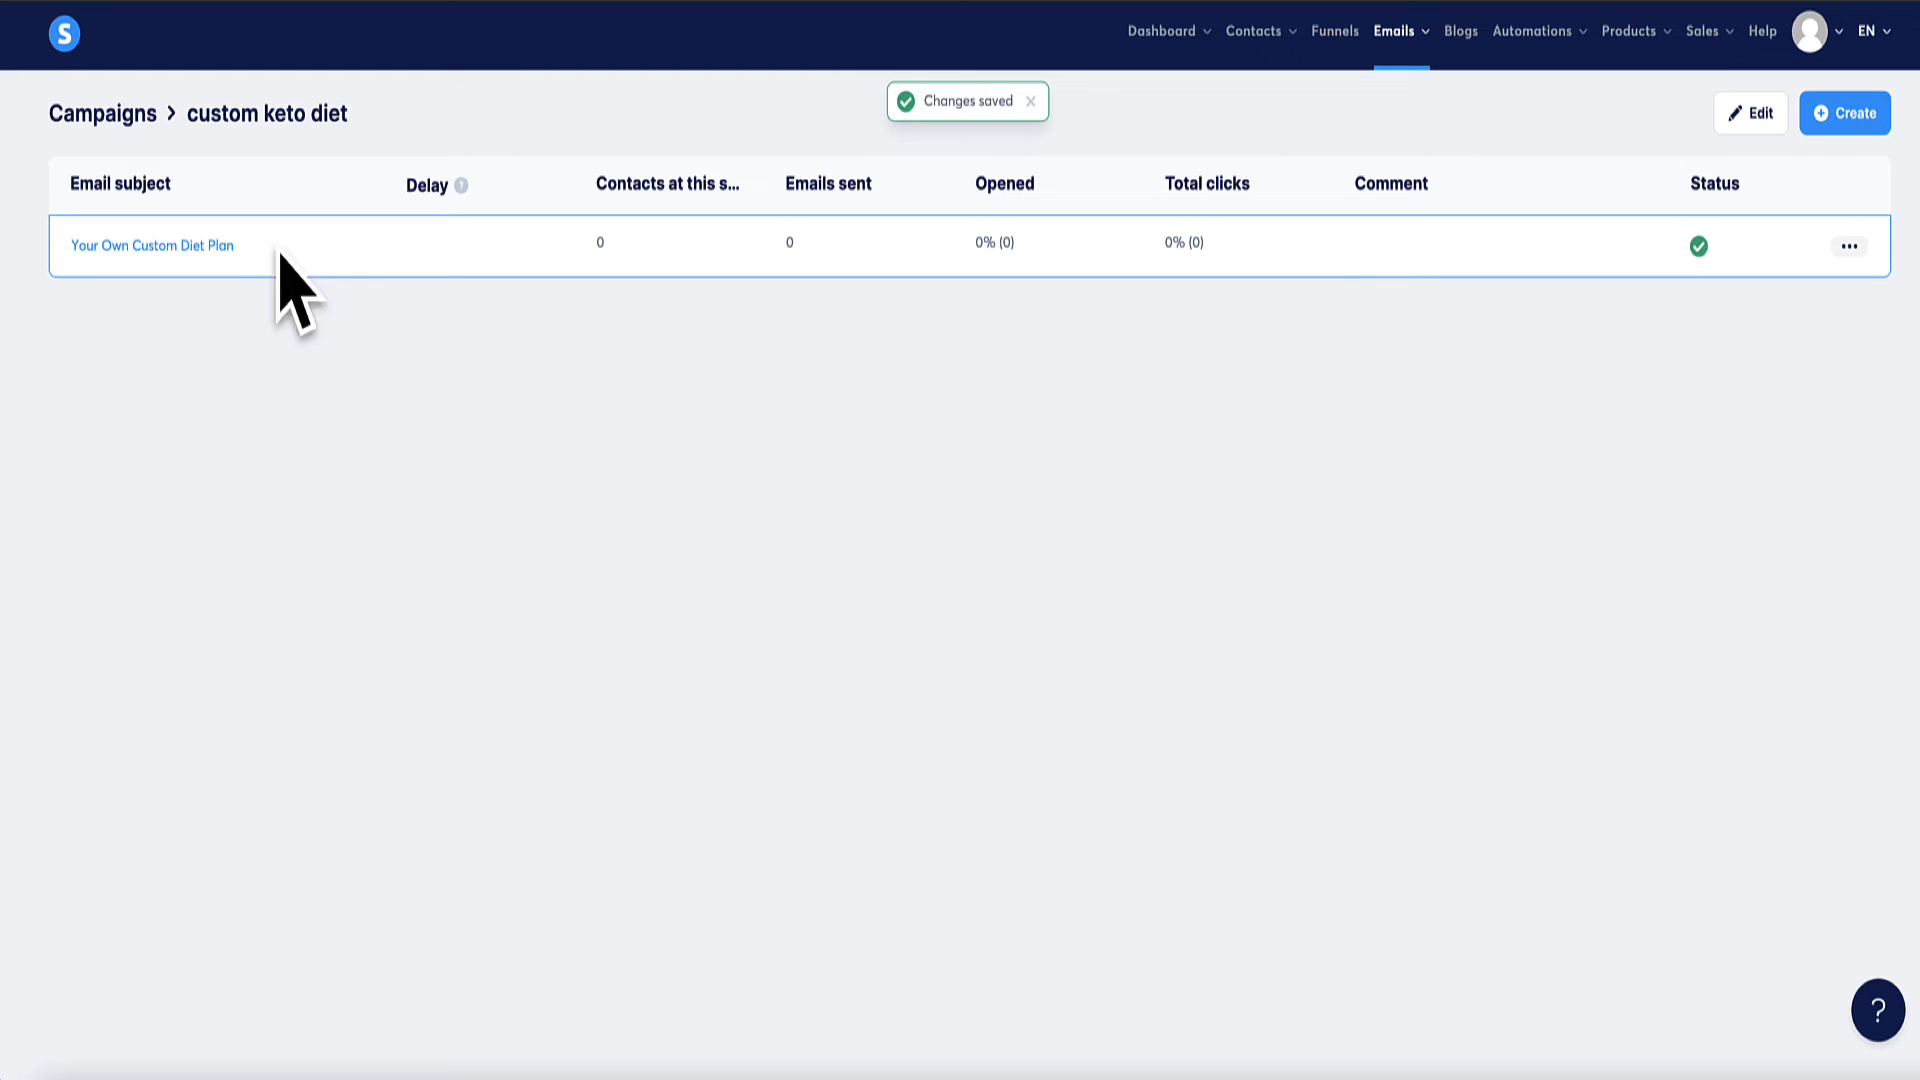 S Dashboard Contacts Funnels Emails Blogs Automations Products Sales Help EN
Changes saved
Campaigns > custom keto diet Edit Create
Email subject Delay ? Contacts at this s... Emails sent Opened Total clicks Comment Status
Your Own Custom Diet Plan 0 0 0% (0) 0% (0)
?